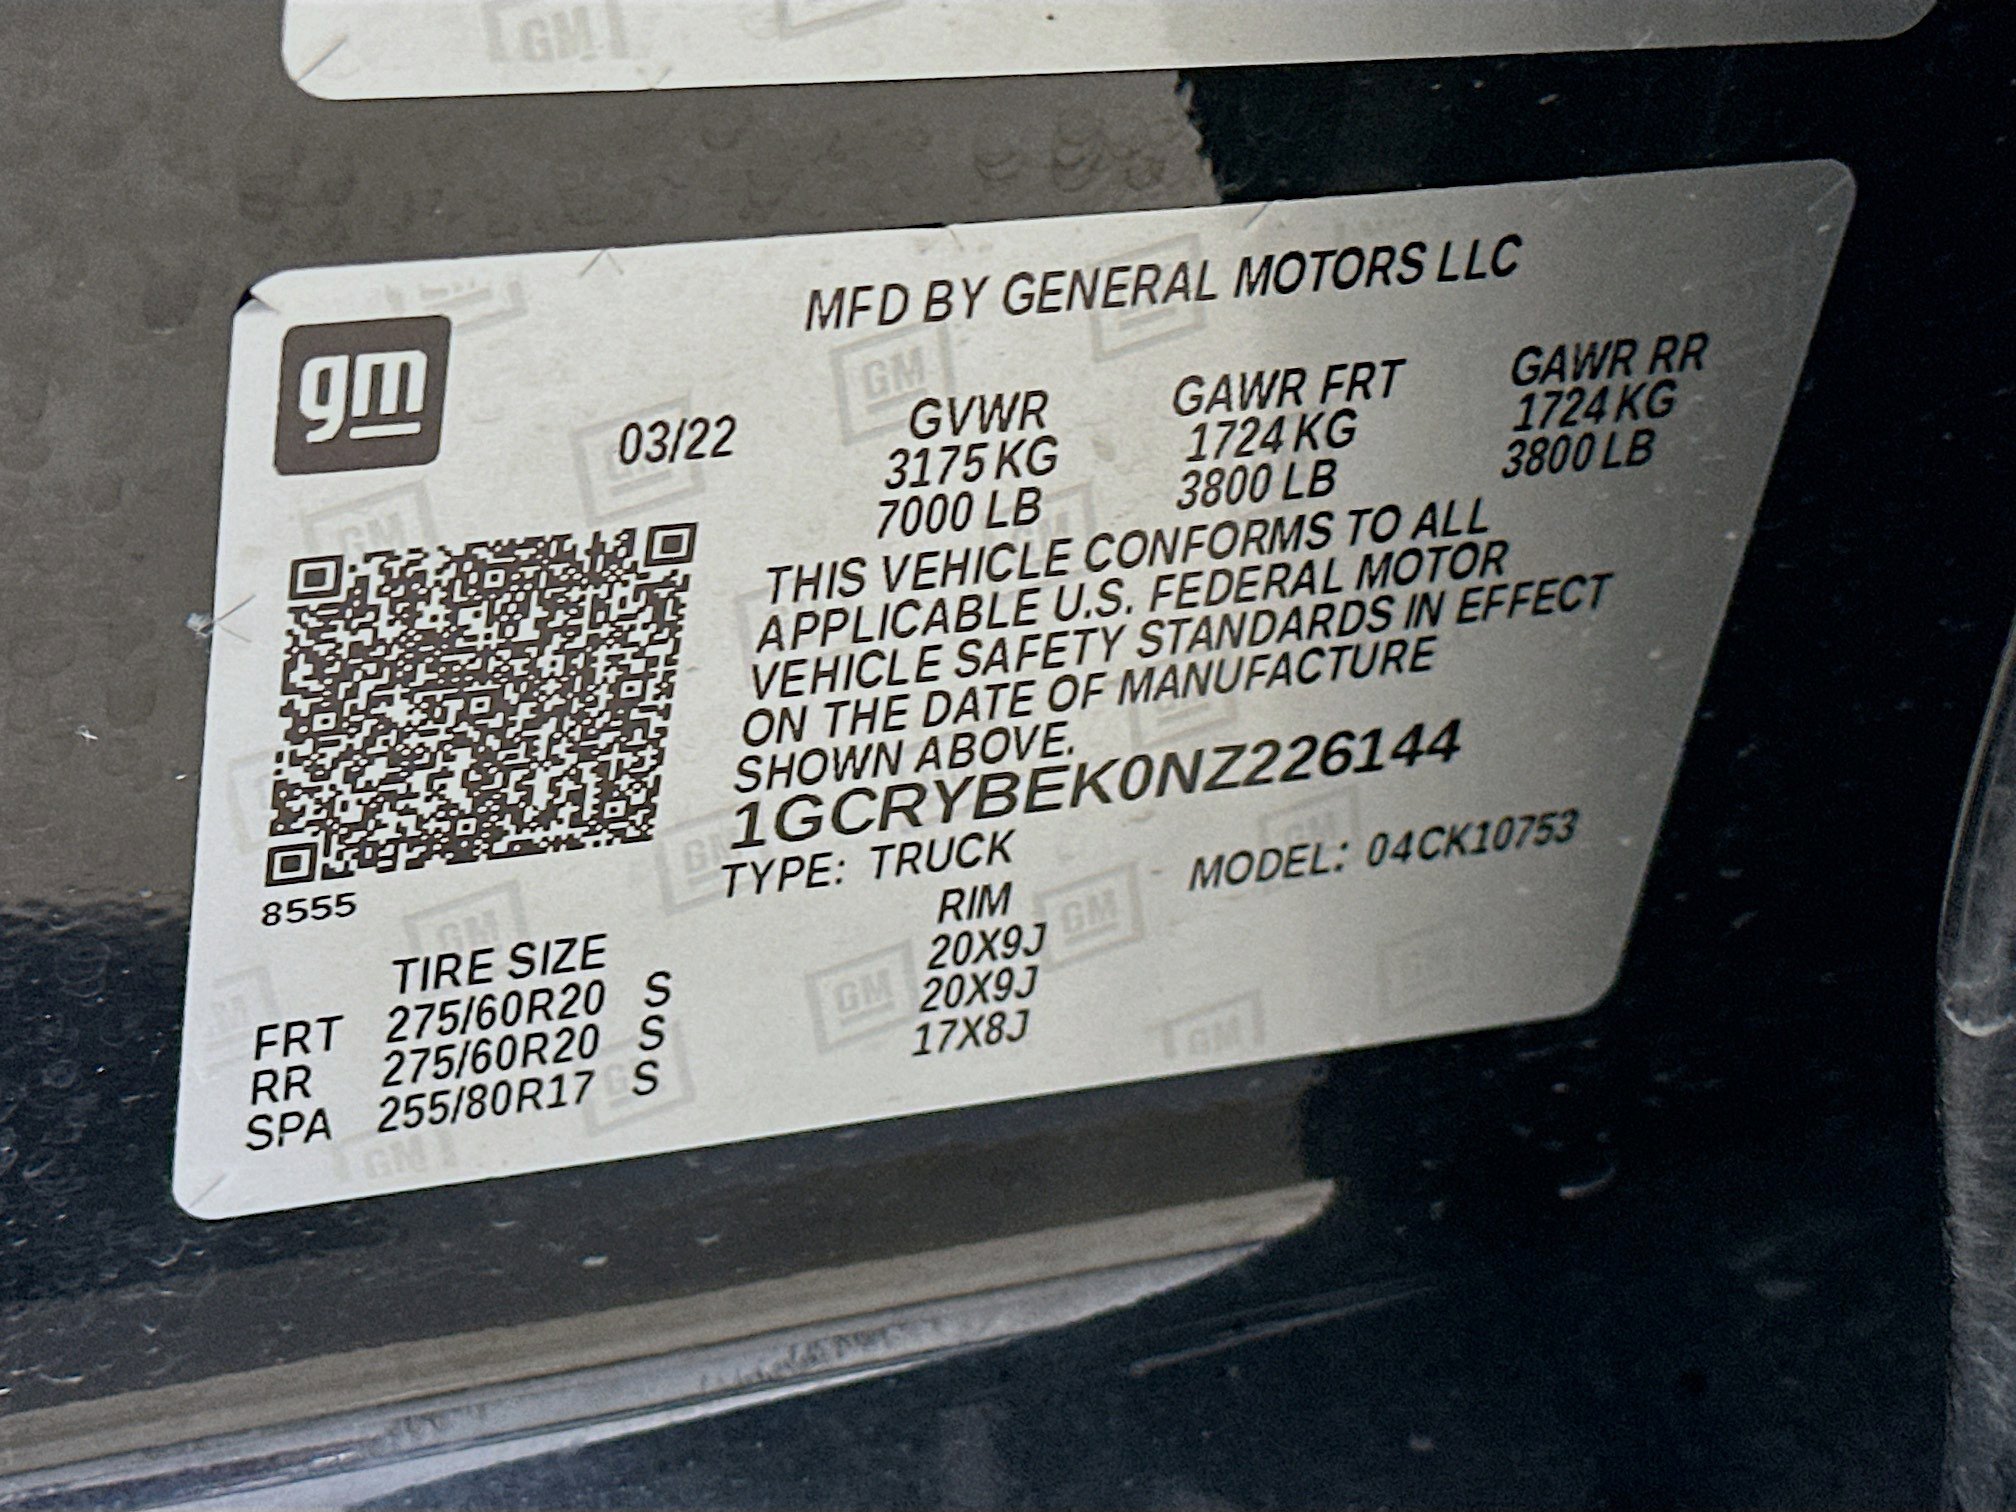 GM
MFD BY GENERAL MOTORS LLC
gm
03/22
GVWR GAWR FRT GAWR RR
3175 KG 1724 KG 1724 KG
7000 LB 3800 LB 3800 LB
THIS VEHICLE CONFORMS TO ALL
APPLICABLE U.S. FEDERAL MOTOR
VEHICLE SAFETY STANDARDS IN EFFECT
ON THE DATE OF MANUFACTURE
SHOWN ABOVE.
1GCRYBEK0NZ226144
TYPE: TRUCK MODEL: 04CK10753
8555
TIRE SIZE RIM
FRT 275/60R20 S 20X9J
RR 275/60R20 S 20X9J
SPA 255/80R17 S 17X8J